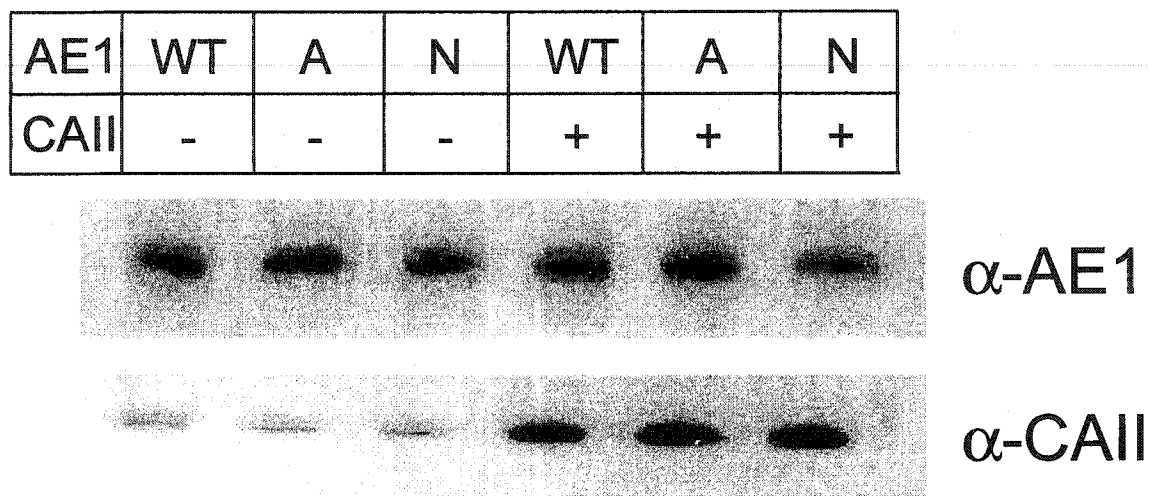 AE1 WT A N WT A N
CAII - - - + + +
α-AE1
α-CAII